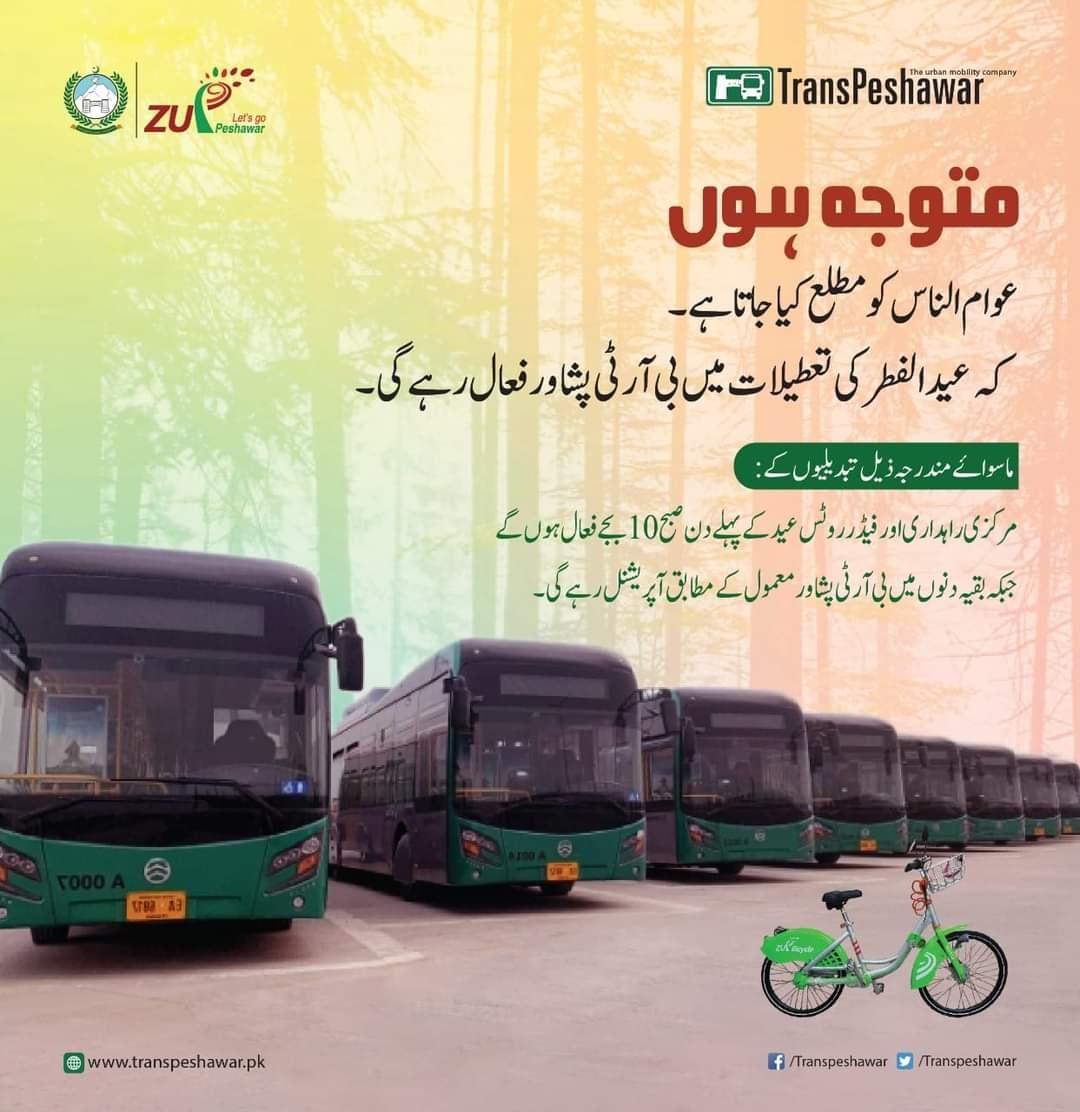 ZU
Let's go
Peshawar
The urban mobility company
TransPeshawar
متوجہ ہوں
عوام الناس کو مطلع کیا جاتا ہے۔
کہ عید الفطر کی تعطیلات میں بی آر ٹی پشاور فعال رہے گی۔
ماسوائے مندرجہ ذیل تبدیلیوں کے:
مرکزی راہداری اور فیڈر روٹس عید کے پہلے دن صبح 10 بجے فعال ہوں گے
جبکہ بقیہ دنوں میں بی آر ٹی پشاور معمول کے مطابق آپریشنل رہے گی۔
A 0007
A 0014
ZU Bicycle
www.transpeshawar.pk
/Transpeshawar
/Transpeshawar